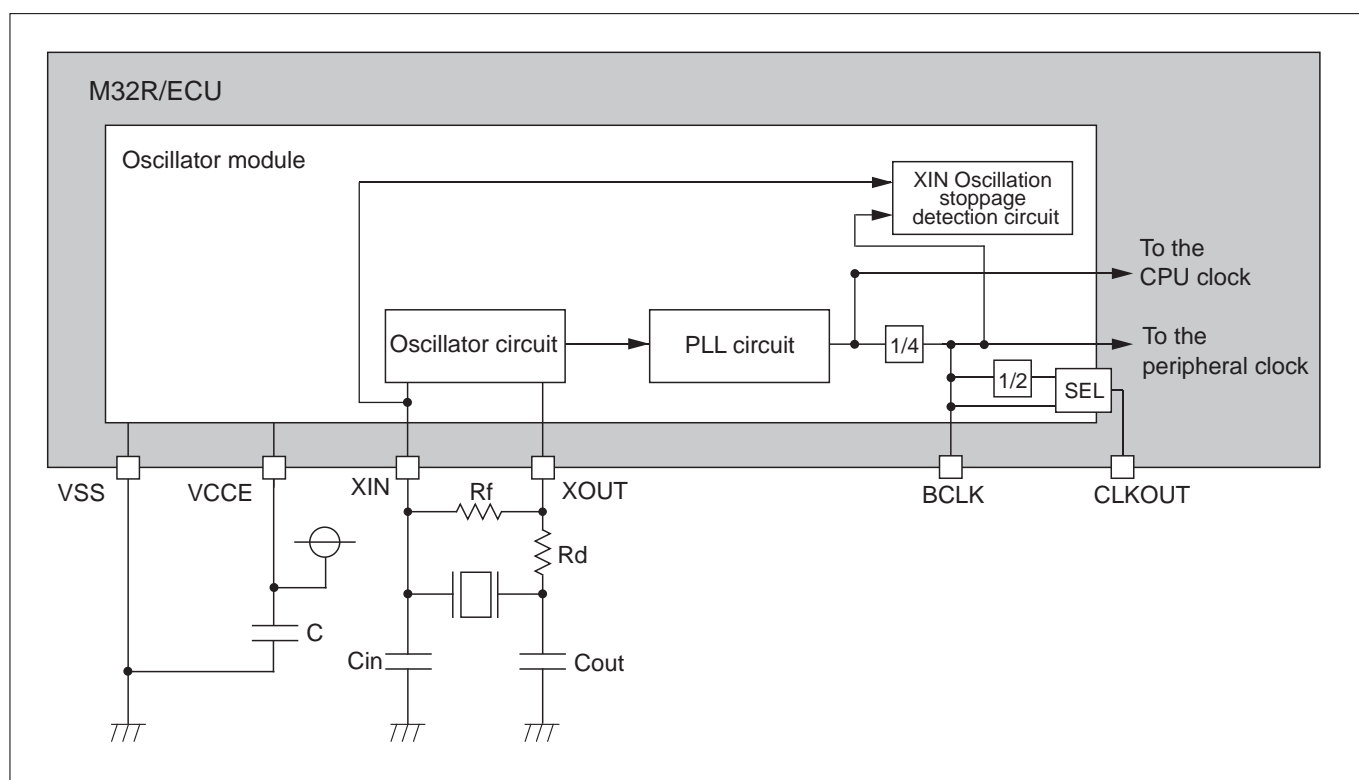 M32R/ECU
Oscillator module
XIN Oscillation
stoppage
detection circuit
To the
CPU clock
Oscillator circuit
PLL circuit
1/4
To the
peripheral clock
1/2
SEL
VSS
VCCE
XIN
Rf
XOUT
BCLK
CLKOUT
Rd
C
Cin
Cout